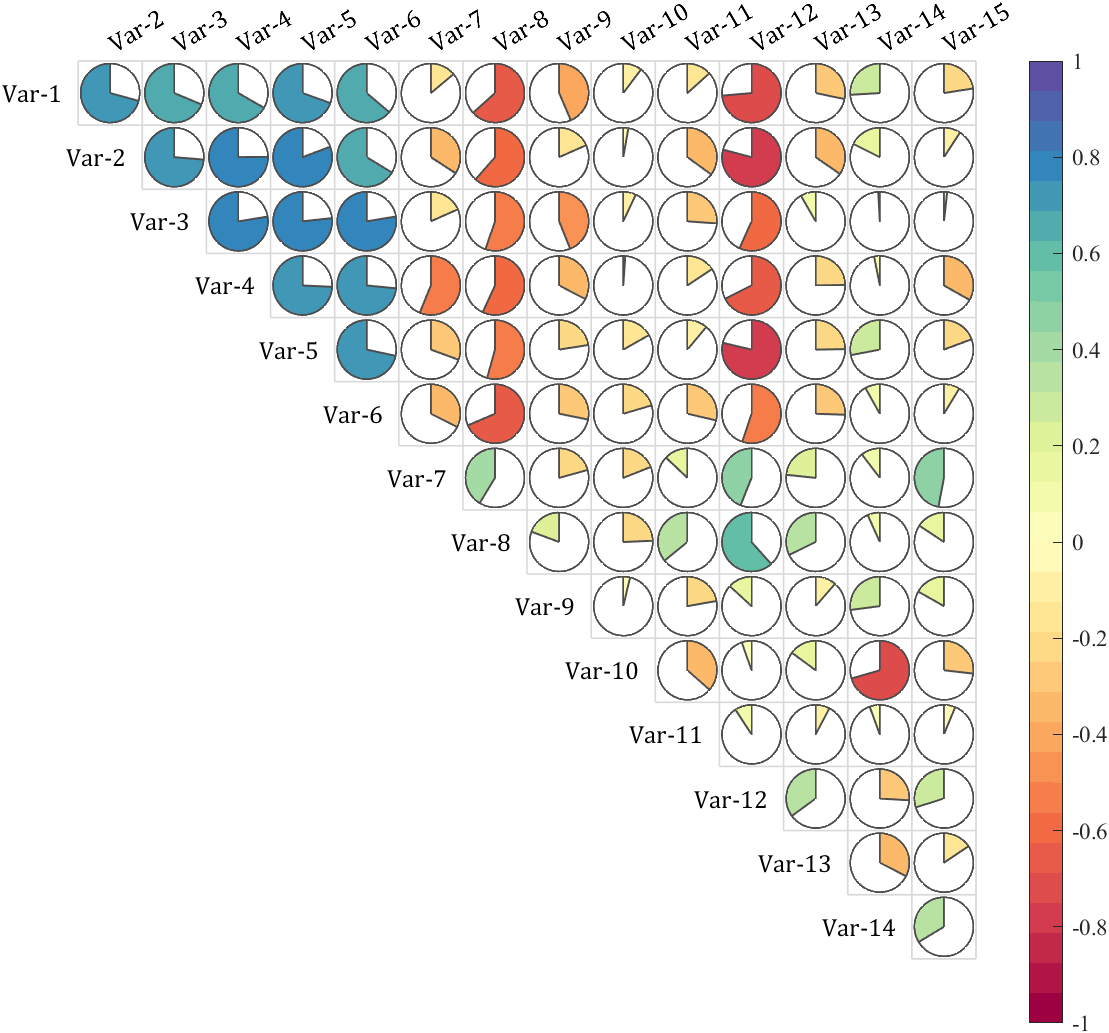 Var-2 Var-3 Var-4 Var-5 Var-6 Var-7 Var-8 Var-9 Var-10 Var-11 Var-12 Var-13 Var-14 Var-15
Var-1
Var-2
Var-3
Var-4
Var-5
Var-6
Var-7
Var-8
Var-9
Var-10
Var-11
Var-12
Var-13
Var-14
1
0.8
0.6
0.4
0.2
0
-0.2
-0.4
-0.6
-0.8
-1